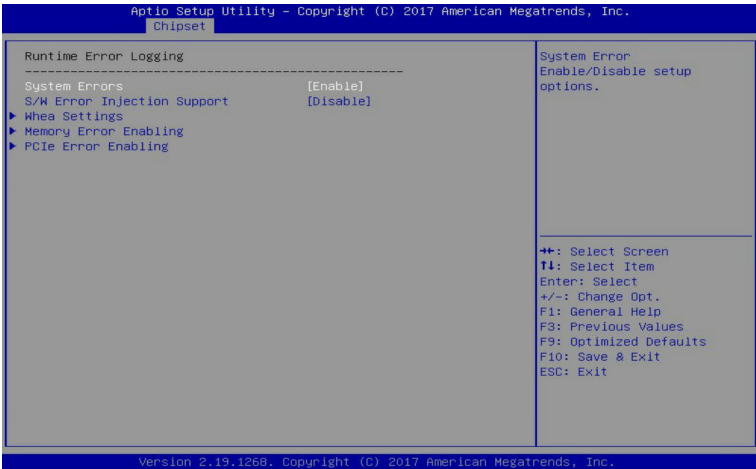 Aptio Setup Utility – Copyright (C) 2017 American Megatrends, Inc.
Chipset
Runtime Error Logging
--------------------------------------------------
System Errors [Enable]
S/W Error Injection Support [Disable]
▶ Whea Settings
▶ Memory Error Enabling
▶ PCIe Error Enabling
System Error
Enable/Disable setup
options.
→←: Select Screen
↑↓: Select Item
Enter: Select
+/-: Change Opt.
F1: General Help
F3: Previous Values
F9: Optimized Defaults
F10: Save & Exit
ESC: Exit
Version 2.19.1268. Copyright (C) 2017 American Megatrends, Inc.